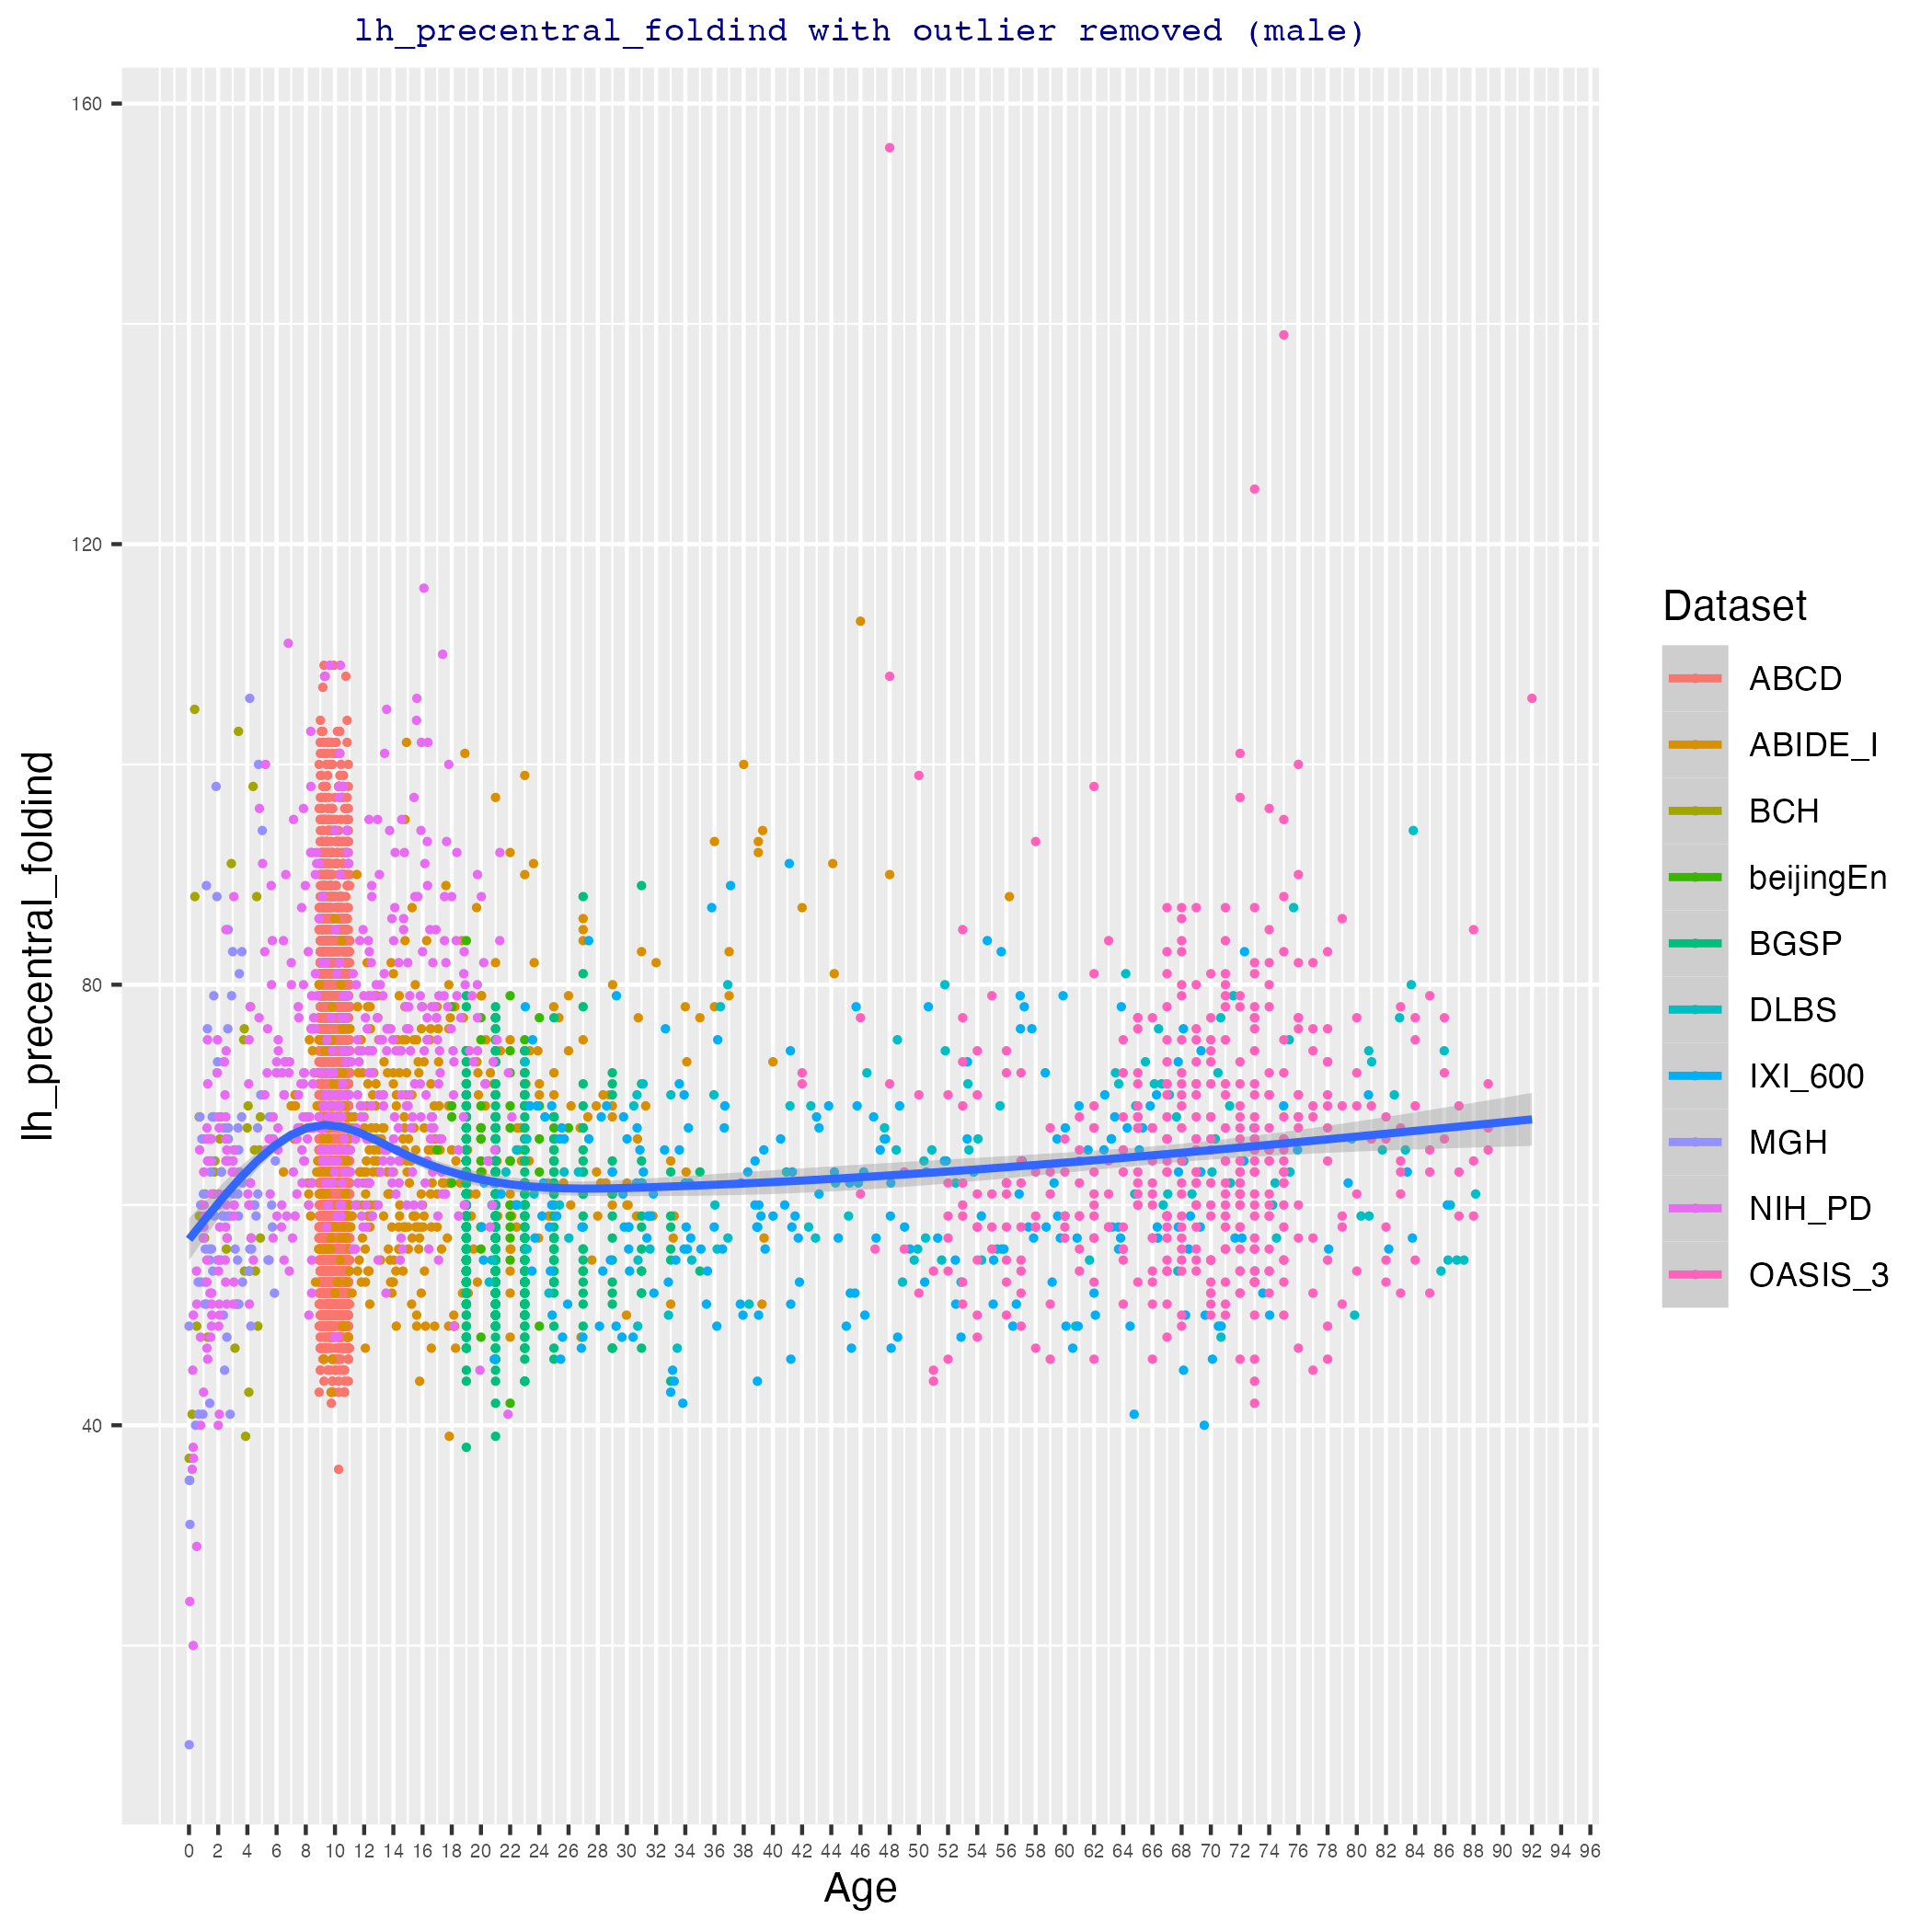 lh_precentral_foldind with outlier removed (male)
160
120
80
40
lh_precentral_foldind
0 2 4 6 8 10 12 14 16 18 20 22 24 26 28 30 32 34 36 38 40 42 44 46 48 50 52 54 56 58 60 62 64 66 68 70 72 74 76 78 80 82 84 86 88 90 92 94 96
Age
Dataset
ABCD
ABIDE_I
BCH
beijingEn
BGSP
DLBS
IXI_600
MGH
NIH_PD
OASIS_3